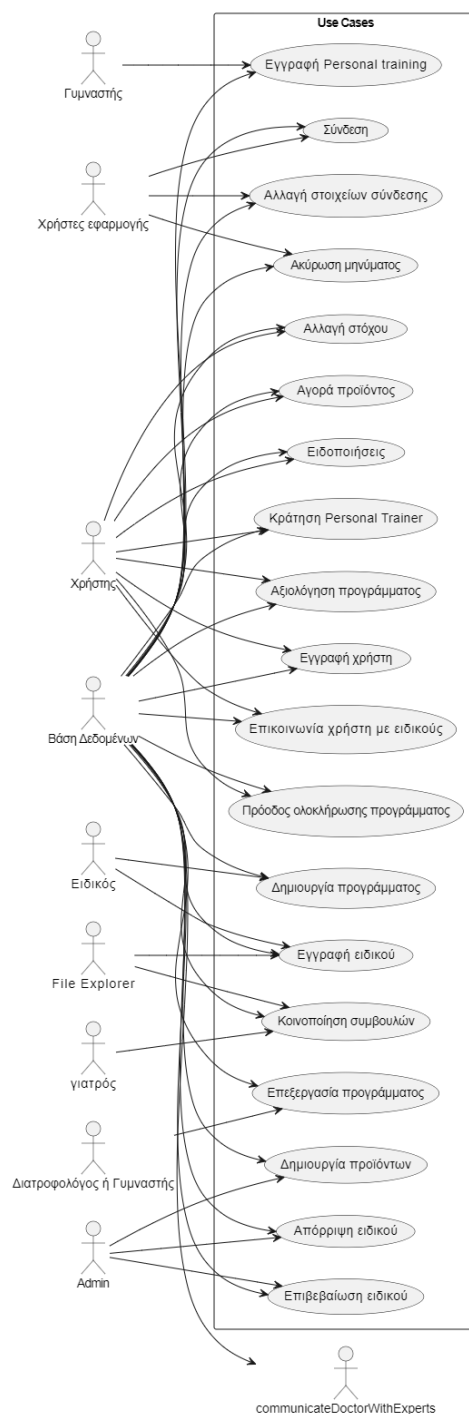 Use Cases
Γυμναστής
Εγγραφή Personal training
Σύνδεση
Χρήστες εφαρμογής
Αλλαγή στοιχείων σύνδεσης
Ακύρωση μηνύματος
Αλλαγή στόχου
Αγορά προϊόντος
Ειδοποιήσεις
Κράτηση Personal Trainer
Χρήστης
Αξιολόγηση προγράμματος
Εγγραφή χρήστη
Επικοινωνία χρήστη με ειδικούς
Βάση Δεδομένων
Πρόοδος ολοκλήρωσης προγράμματος
Ειδικός
Δημιουργία προγράμματος
Εγγραφή ειδικού
File Explorer
Κοινοποίηση συμβουλών
γιατρός
Επεξεργασία προγράμματος
Διατροφολόγος ή Γυμναστής
Δημιουργία προϊόντων
Απόρριψη ειδικού
Admin
Επιβεβαίωση ειδικού
communicateDoctorWithExperts